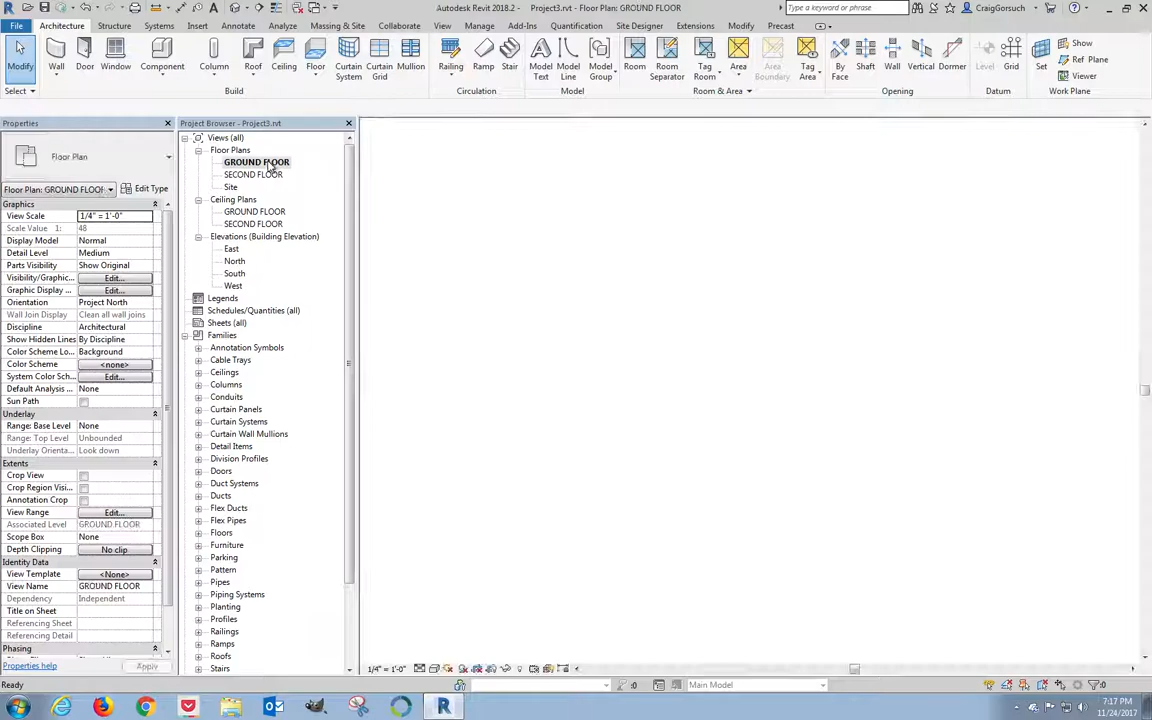 Autodesk Revit 2018.2 - Project3.rvt - Floor Plan: GROUND FLOOR
Type a keyword or phrase
CraigGorsuch
File Architecture Structure Systems Insert Annotate Analyze Massing & Site Collaborate View Manage Add-Ins Quantification Site Designer Extensions Modify Precast
Modify Wall Door Window Component Column Roof Ceiling Floor Curtain System Curtain Grid Mullion Railing Ramp Stair Model Text Model Line Model Group Room Room Separator Tag Room Area Area Boundary Tag Area By Face Shaft Wall Vertical Dormer Level Grid Set Show Ref Plane Viewer
Select Build Circulation Model Room & Area Opening Datum Work Plane
Properties
Floor Plan
Floor Plan: GROUND FLOOR Edit Type
Graphics
View Scale 1/4" = 1'-0"
Scale Value 1: 48
Display Model Normal
Detail Level Medium
Parts Visibility Show Original
Visibility/Graphic... Edit...
Graphic Display ... Edit...
Orientation Project North
Wall Join Display Clean all wall joins
Discipline Architectural
Show Hidden Lines By Discipline
Color Scheme Lo... Background
Color Scheme <none>
System Color Sch... Edit...
Default Analysis ... None
Sun Path
Underlay
Range: Base Level None
Range: Top Level Unbounded
Underlay Orienta... Look down
Extents
Crop View
Crop Region Visi...
Annotation Crop
View Range Edit...
Associated Level GROUND FLOOR
Scope Box None
Depth Clipping No clip
Identity Data
View Template <None>
View Name GROUND FLOOR
Dependency Independent
Title on Sheet
Referencing Sheet
Referencing Detail
Phasing
Properties help Apply
Project Browser - Project3.rvt
Views (all)
Floor Plans
GROUND FLOOR
SECOND FLOOR
Site
Ceiling Plans
GROUND FLOOR
SECOND FLOOR
Elevations (Building Elevation)
East
North
South
West
Legends
Schedules/Quantities (all)
Sheets (all)
Families
Annotation Symbols
Cable Trays
Ceilings
Columns
Conduits
Curtain Panels
Curtain Systems
Curtain Wall Mullions
Detail Items
Division Profiles
Doors
Duct Systems
Ducts
Flex Ducts
Flex Pipes
Floors
Furniture
Parking
Pattern
Pipes
Piping Systems
Planting
Profiles
Railings
Ramps
Roofs
Stairs
1/4" = 1'-0"
Ready :0 Main Model :0
7:17 PM
11/24/2017